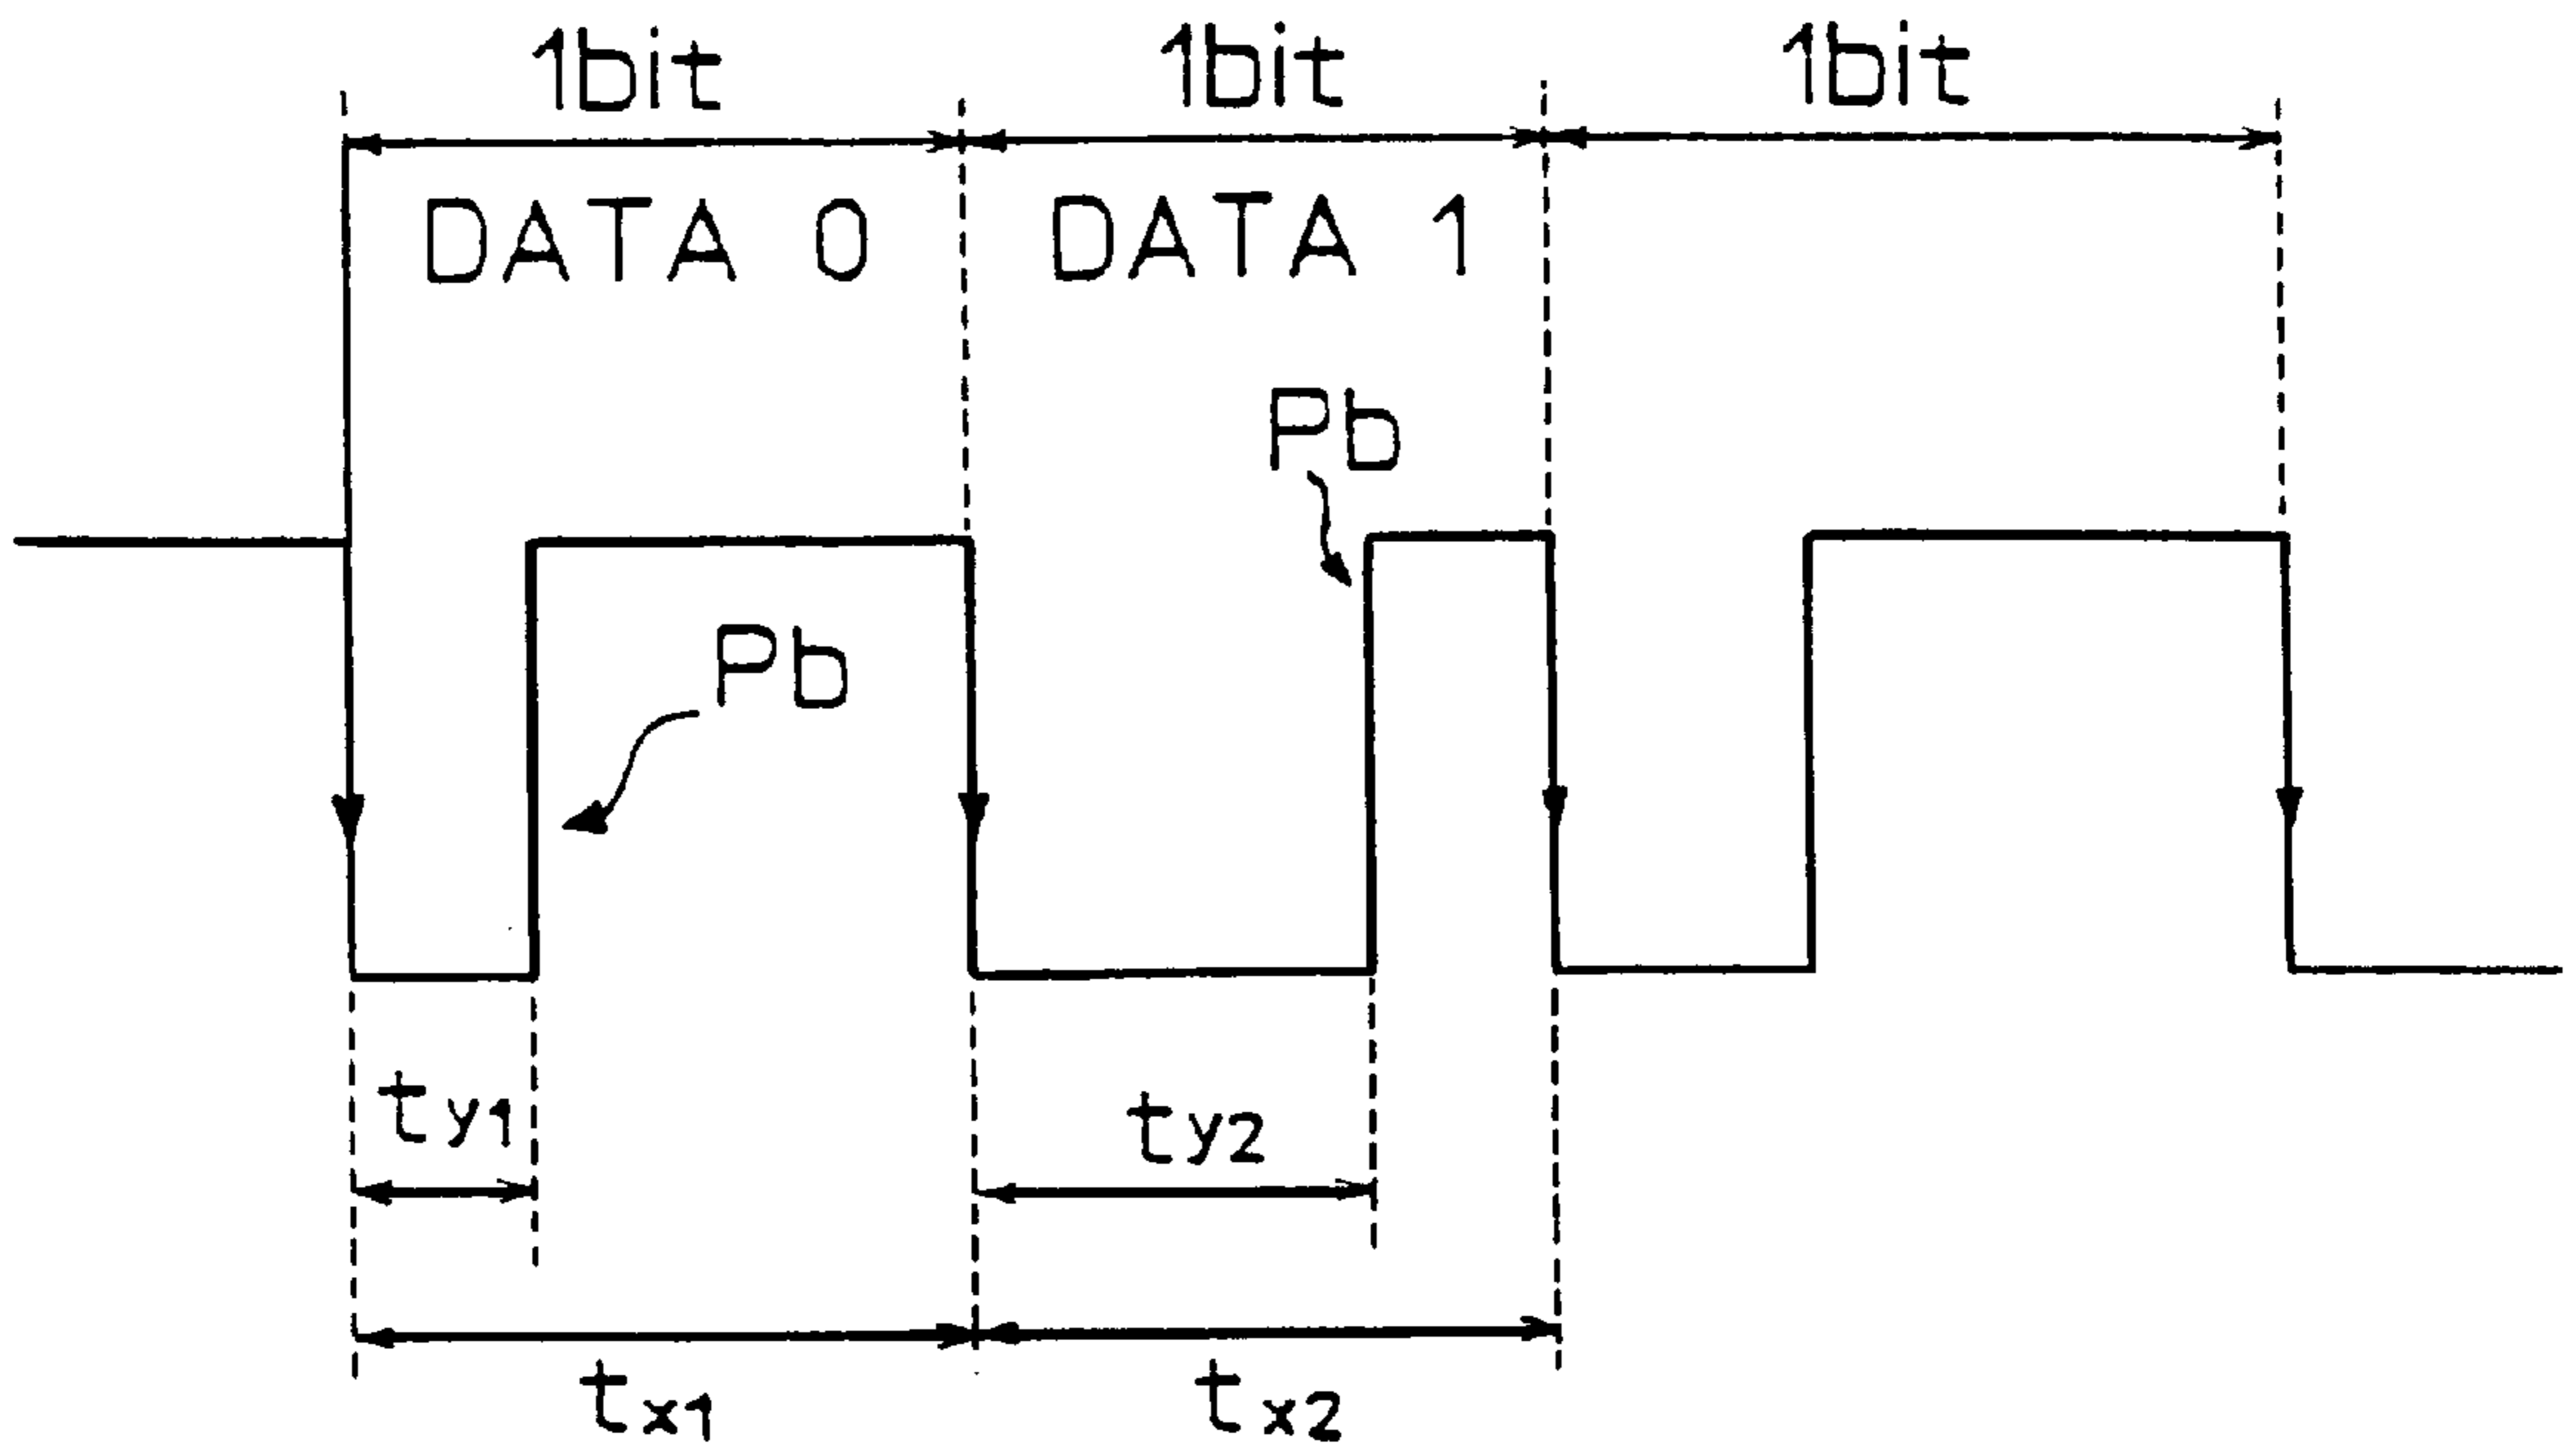 1bit 1bit 1bit
DATA 0 DATA 1
Pb
Pb
ty1 ty2
tx1 tx2